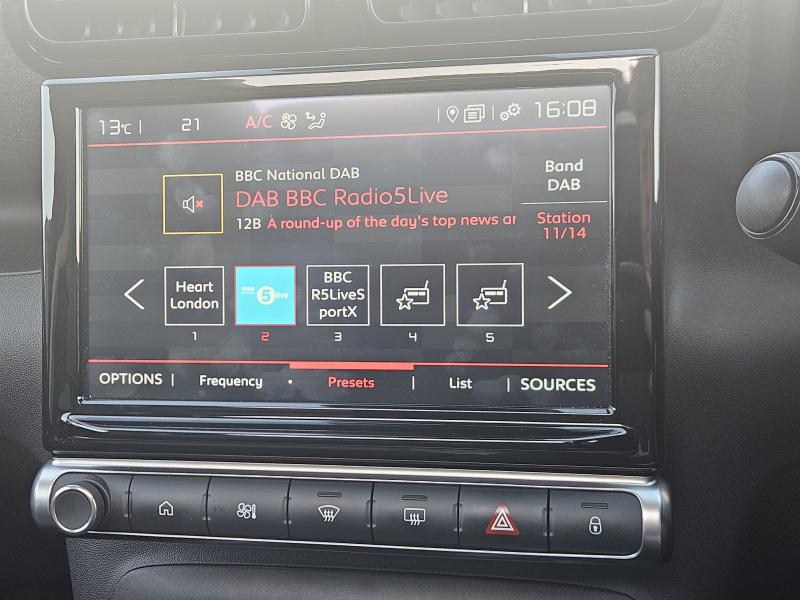 13°C | 21 A/C 16:08
BBC National DAB
DAB BBC Radio5Live
12B A round-up of the day's top news ar
Band
DAB
Station
11/14
Heart
London
5 live
BBC
R5LiveS
portX
1 2 3 4 5
OPTIONS | Frequency Presets | List | SOURCES